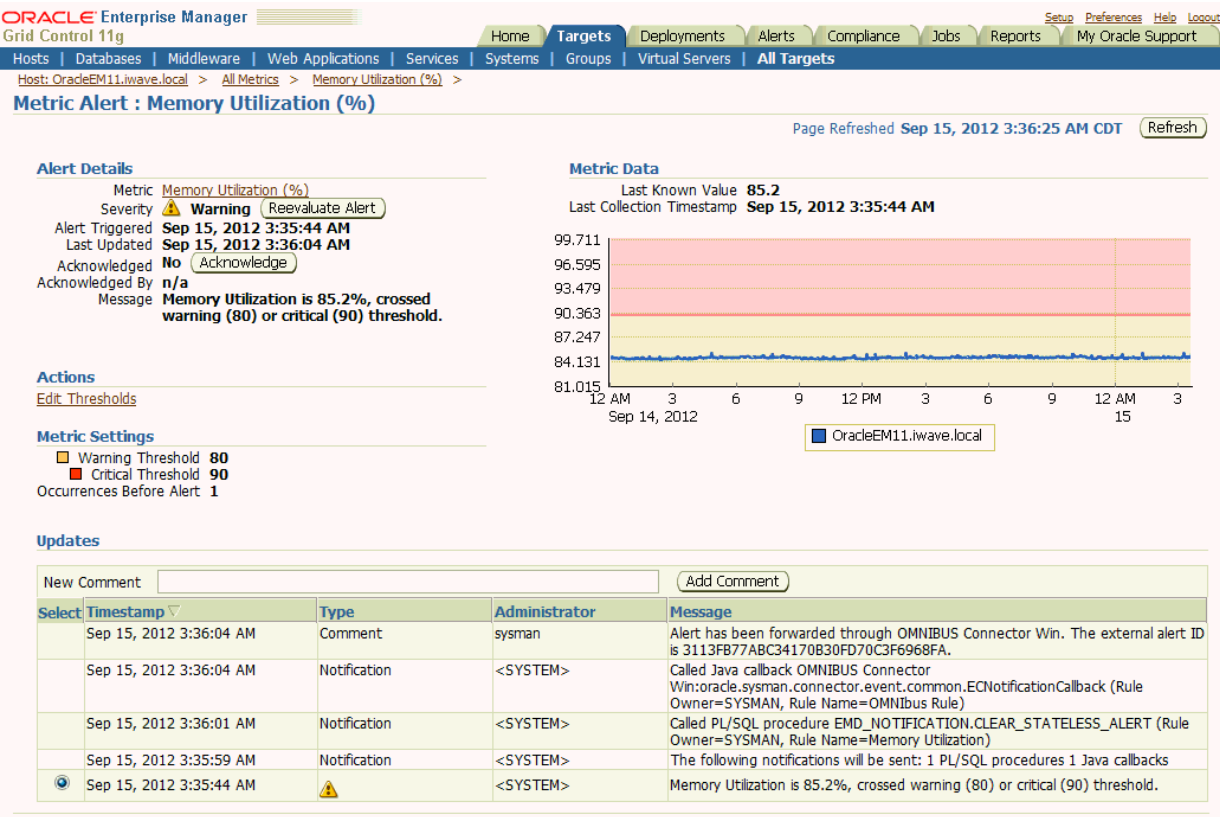 ORACLE Enterprise Manager
Grid Control 11g
Setup Preferences Help Logout
Home Targets Deployments Alerts Compliance Jobs Reports My Oracle Support
Hosts | Databases | Middleware | Web Applications | Services | Systems | Groups | Virtual Servers | All Targets
Host: OracleEM11.iwave.local > All Metrics > Memory Utilization (%) >
Metric Alert : Memory Utilization (%)
Page Refreshed Sep 15, 2012 3:36:25 AM CDT Refresh
Alert Details
Metric Memory Utilization (%)
Severity Warning Reevaluate Alert
Alert Triggered Sep 15, 2012 3:35:44 AM
Last Updated Sep 15, 2012 3:36:04 AM
Acknowledged No Acknowledge
Acknowledged By n/a
Message Memory Utilization is 85.2%, crossed
warning (80) or critical (90) threshold.
Actions
Edit Thresholds
Metric Settings
Warning Threshold 80
Critical Threshold 90
Occurrences Before Alert 1
Metric Data
Last Known Value 85.2
Last Collection Timestamp Sep 15, 2012 3:35:44 AM
99.711
96.595
93.479
90.363
87.247
84.131
81.015
12 AM 3 6 9 12 PM 3 6 9 12 AM 3
Sep 14, 2012 15
OracleEM11.iwave.local
Updates
New Comment Add Comment
Select Timestamp Type Administrator Message
Sep 15, 2012 3:36:04 AM Comment sysman Alert has been forwarded through OMNIBUS Connector Win. The external alert ID
is 3113FB77ABC34170B30FD70C3F6968FA.
Sep 15, 2012 3:36:04 AM Notification <SYSTEM> Called Java callback OMNIBUS Connector
Win:oracle.sysman.connector.event.common.ECNotificationCallback (Rule
Owner=SYSMAN, Rule Name=OMNIbus Rule)
Sep 15, 2012 3:36:01 AM Notification <SYSTEM> Called PL/SQL procedure EMD_NOTIFICATION.CLEAR_STATELESS_ALERT (Rule
Owner=SYSMAN, Rule Name=Memory Utilization)
Sep 15, 2012 3:35:59 AM Notification <SYSTEM> The following notifications will be sent: 1 PL/SQL procedures 1 Java callbacks
Sep 15, 2012 3:35:44 AM <SYSTEM> Memory Utilization is 85.2%, crossed warning (80) or critical (90) threshold.